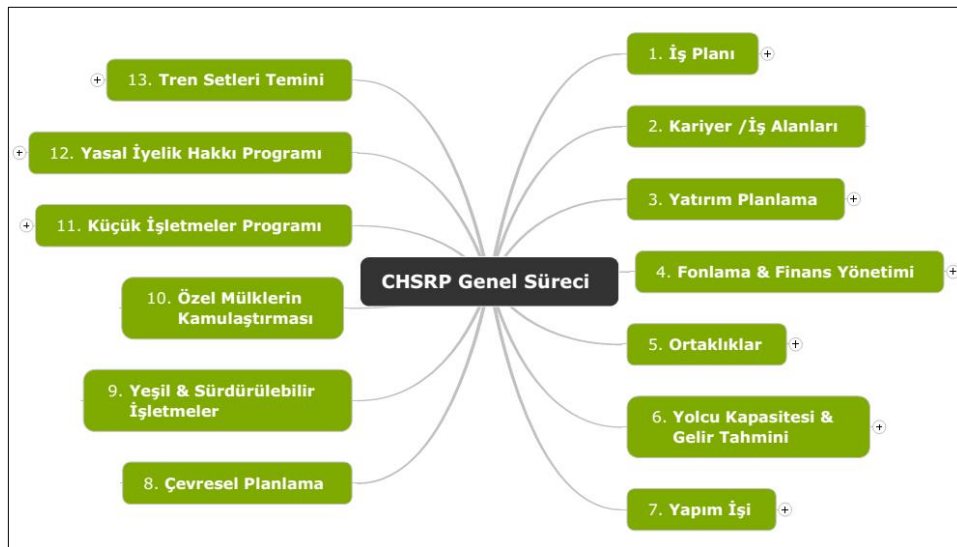 CHSRP Genel Süreci
1. İş Planı
2. Kariyer /İş Alanları
3. Yatırım Planlama
4. Fonlama & Finans Yönetimi
5. Ortaklıklar
6. Yolcu Kapasitesi &
Gelir Tahmini
7. Yapım İşi
8. Çevresel Planlama
9. Yeşil & Sürdürülebilir
İşletmeler
10. Özel Mülklerin
Kamulaştırması
11. Küçük İşletmeler Programı
12. Yasal İyelik Hakkı Programı
13. Tren Setleri Temini